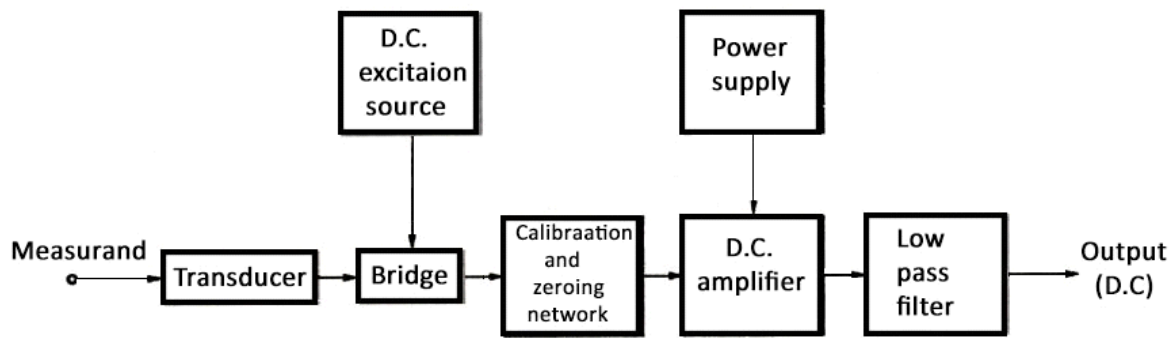 D.C.
excitaion
source
Power
supply
Measurand
Transducer
Bridge
Calibraation
and
zeroing
network
D.C.
amplifier
Low
pass
filter
Output
(D.C)